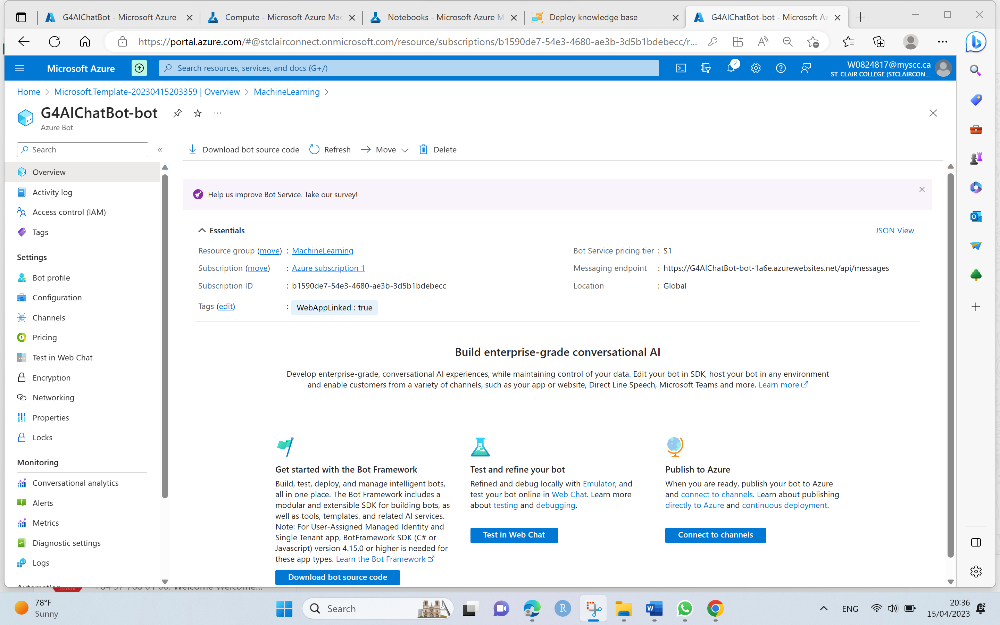 G4AIChatBot - Microsoft Azure
Compute - Microsoft Azure Mac
Notebooks - Microsoft Azure M
Deploy knowledge base
G4AIChatBot-bot - Microsoft Az
https://portal.azure.com/#@stclairconnect.onmicrosoft.com/resource/subscriptions/b1590de7-54e3-4680-ae3b-3d5b1bdebecc/r...
Microsoft Azure
Search resources, services, and docs (G+/)
2
W0824817@myscc.ca
ST. CLAIR COLLEGE (STCLAIRCON...
Home > Microsoft.Template-20230415203359 | Overview > MachineLearning >
G4AIChatBot-bot
Azure Bot
Search
Download bot source code
Refresh
Move
Delete
Overview
Activity log
Access control (IAM)
Tags
Settings
Bot profile
Configuration
Channels
Pricing
Test in Web Chat
Encryption
Networking
Properties
Locks
Monitoring
Conversational analytics
Alerts
Metrics
Diagnostic settings
Logs
Help us improve Bot Service. Take our survey!
Essentials
JSON View
Resource group (move) : MachineLearning
Subscription (move) : Azure subscription 1
Subscription ID : b1590de7-54e3-4680-ae3b-3d5b1bdebecc
Tags (edit) : WebAppLinked : true
Bot Service pricing tier : S1
Messaging endpoint : https://G4AIChatBot-bot-1a6e.azurewebsites.net/api/messages
Location : Global
Build enterprise-grade conversational AI
Develop enterprise-grade, conversational AI experiences, while maintaining control of your data. Edit your bot in SDK, host your bot in any environment
and enable customers from a variety of channels, such as your app or website, Direct Line Speech, Microsoft Teams and more. Learn more
Get started with the Bot Framework
Build, test, deploy, and manage intelligent bots,
all in one place. The Bot Framework includes a
modular and extensible SDK for building bots, as
well as tools, templates, and related AI services.
Note: For User-Assigned Managed Identity and
Single Tenant app, BotFramework SDK (C# or
Javascript) version 4.15.0 or higher is needed for
these app types. Learn the Bot Framework
Download bot source code
Test and refine your bot
Refined and debug locally with Emulator, and
test your bot online in Web Chat. Learn more
about testing and debugging.
Test in Web Chat
Publish to Azure
When you are ready, publish your bot to Azure
and connect to channels. Learn about publishing
directly to Azure and continuous deployment.
Connect to channels
78°F
Sunny
Search
ENG
20:36
15/04/2023